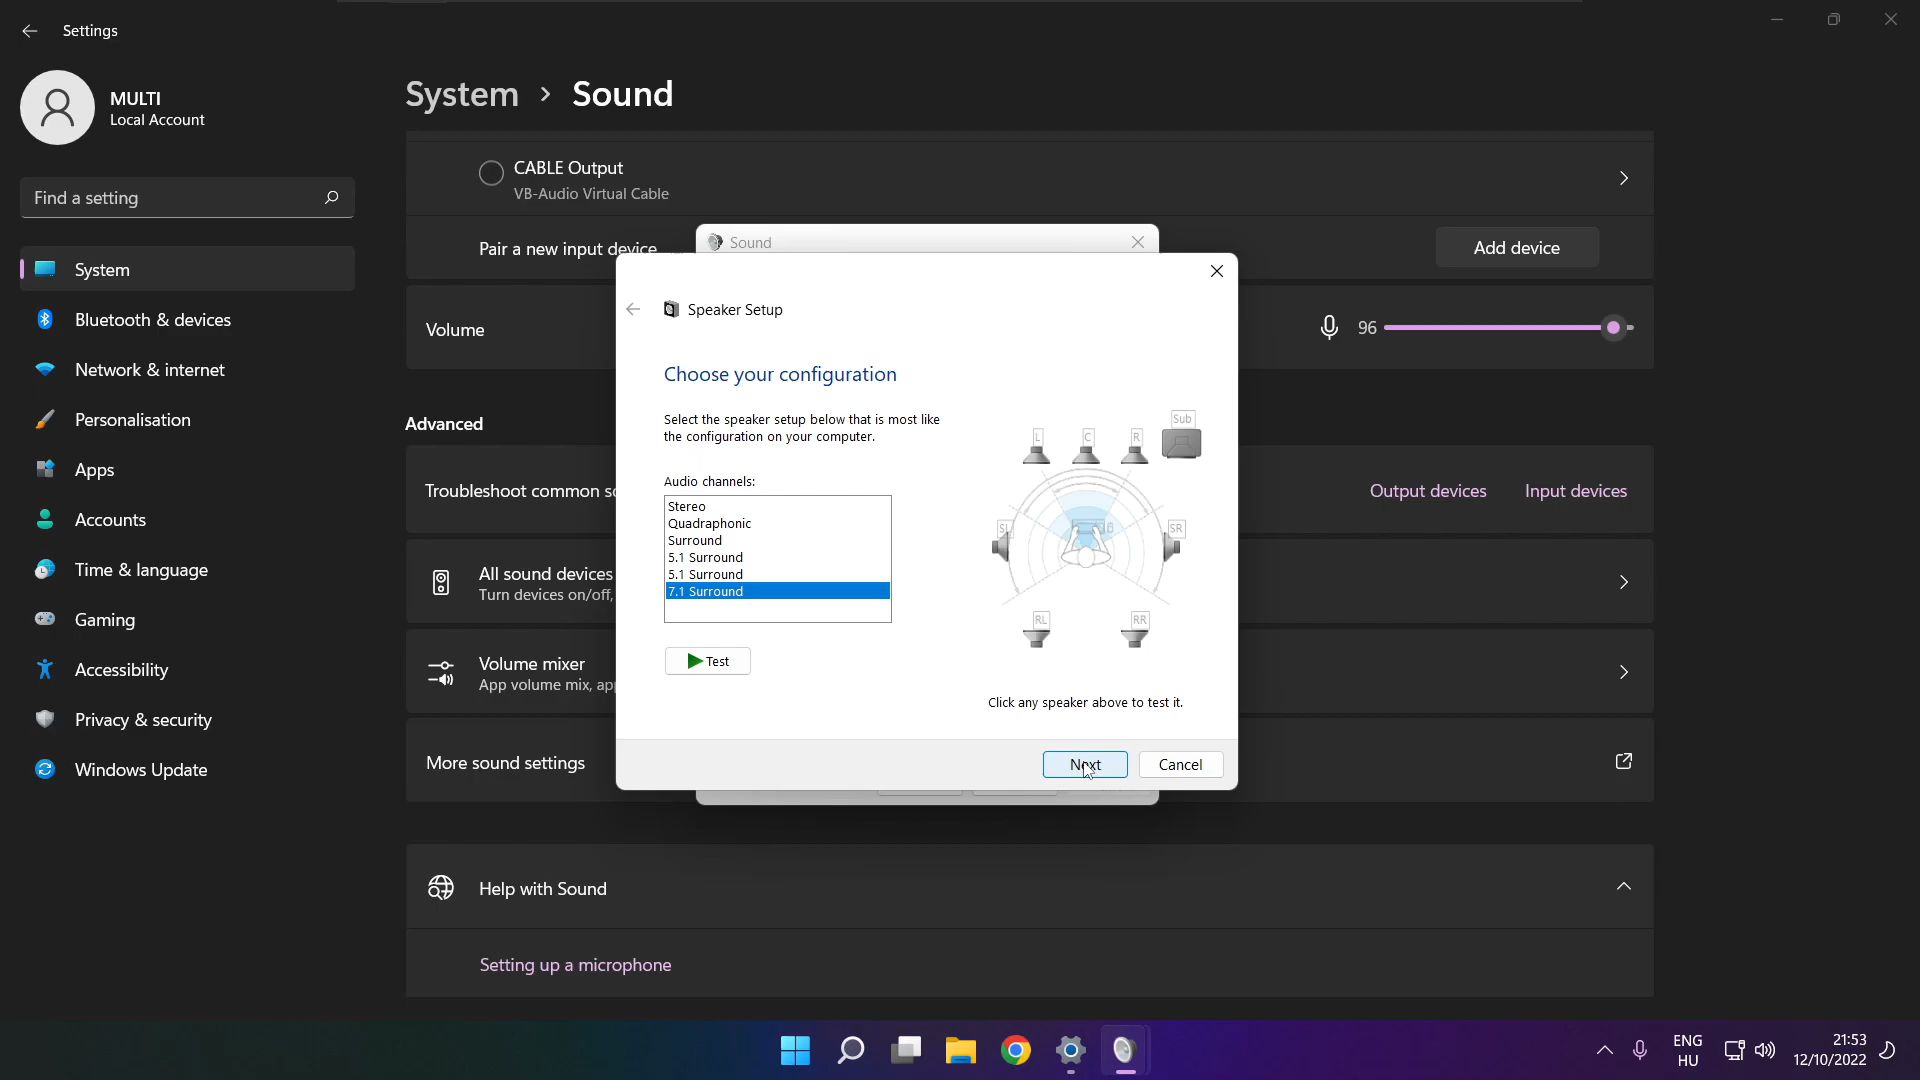 Settings
MULTI
Local Account
Find a setting
System
Bluetooth & devices
Network & internet
Personalisation
Apps
Accounts
Time & language
Gaming
Accessibility
Privacy & security
Windows Update
System › Sound
CABLE Output
VB-Audio Virtual Cable
Pair a new input device
Add device
Volume
96
Advanced
Troubleshoot common
Output devices
Input devices
All sound devices
Turn devices on/off,
Volume mixer
App volume mix,
More sound settings
Help with Sound
Setting up a microphone
Sound
Speaker Setup
Choose your configuration
Select the speaker setup below that is most like
the configuration on your computer.
Audio channels:
Stereo
Quadraphonic
Surround
5.1 Surround
5.1 Surround
7.1 Surround
Test
L
C
R
Sub
SL
SR
RL
RR
Click any speaker above to test it.
Next
Cancel
ENG
HU
21:53
12/10/2022